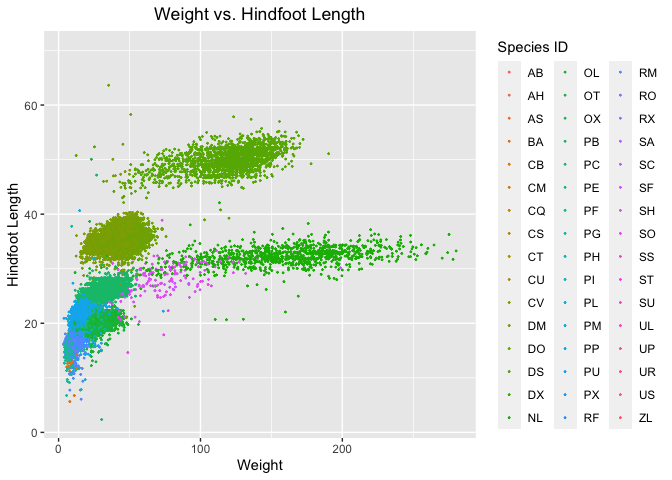 Weight vs. Hindfoot Length
Hindfoot Length
60
40
20
0
0 100 200
Weight
Species ID
AB OL RM
AH OT RO
AS OX RX
BA PB SA
CB PC SC
CM PE SF
CQ PF SH
CS PG SO
CT PH SS
CU PI ST
CV PL SU
DM PM UL
DO PP UP
DS PU UR
DX PX US
NL RF ZL